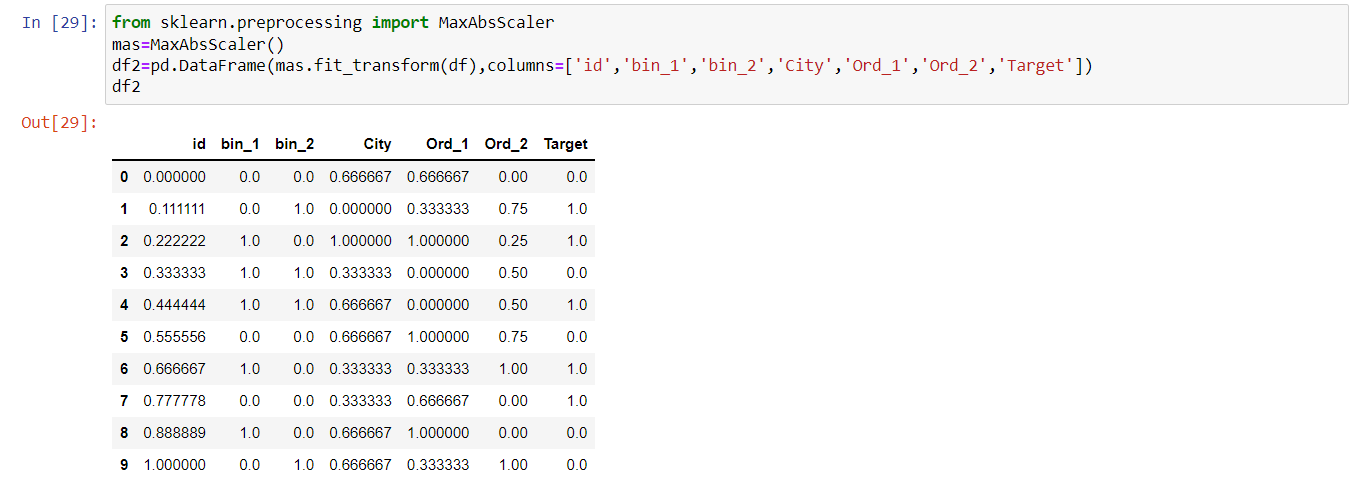 In [29]: from sklearn.preprocessing import MaxAbsScaler
mas=MaxAbsScaler()
df2=pd.DataFrame(mas.fit_transform(df),columns=['id','bin_1','bin_2','City','Ord_1','Ord_2','Target'])
df2
Out[29]:
id bin_1 bin_2 City Ord_1 Ord_2 Target
0 0.000000 0.0 0.0 0.666667 0.666667 0.00 0.0
1 0.111111 0.0 1.0 0.000000 0.333333 0.75 1.0
2 0.222222 1.0 0.0 1.000000 1.000000 0.25 1.0
3 0.333333 1.0 1.0 0.333333 0.000000 0.50 0.0
4 0.444444 1.0 1.0 0.666667 0.000000 0.50 1.0
5 0.555556 0.0 0.0 0.666667 1.000000 0.75 0.0
6 0.666667 1.0 0.0 0.333333 0.333333 1.00 1.0
7 0.777778 0.0 0.0 0.333333 0.666667 0.00 1.0
8 0.888889 1.0 0.0 0.666667 1.000000 0.00 0.0
9 1.000000 0.0 1.0 0.666667 0.333333 1.00 0.0